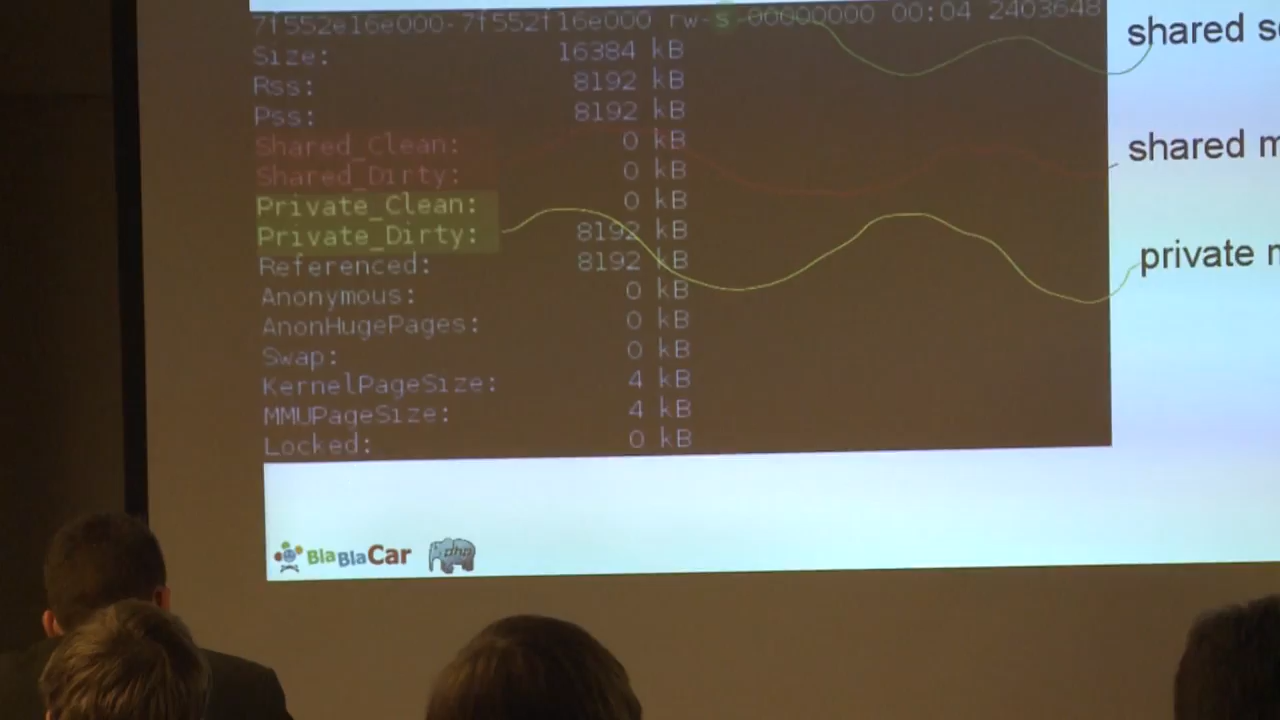 7f552e16e000-7f552f16e000 rw-s-00000000 00:04 2403648
Size: 16384 kB
Rss: 8192 kB
Pss: 8192 kB
Shared_Clean: 0 kB
Shared_Dirty: 0 kB
Private_Clean: 0 kB
Private_Dirty: 8192 kB
Referenced: 8192 kB
Anonymous: 0 kB
AnonHugePages: 0 kB
Swap: 0 kB
KernelPageSize: 4 kB
MMUPageSize: 4 kB
Locked: 0 kB
shared
shared
private
BlaBlaCar
php